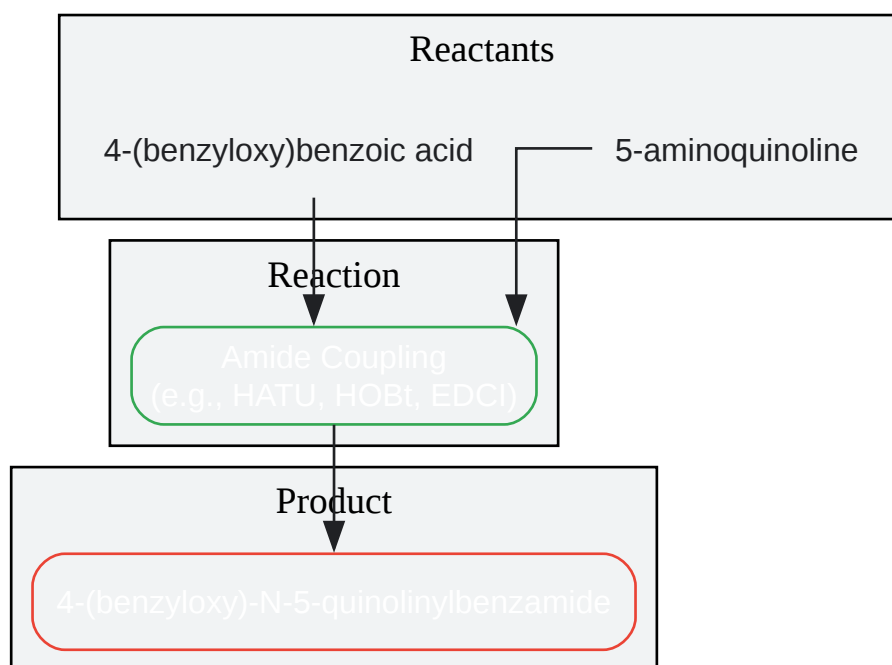 Reactants
4-(benzyloxy)benzoic acid
5-aminoquinoline
Reaction
Amide Coupling
(e.g., HATU, HOBt, EDCI)
Product
4-(benzyloxy)-N-5-quinolinylbenzamide